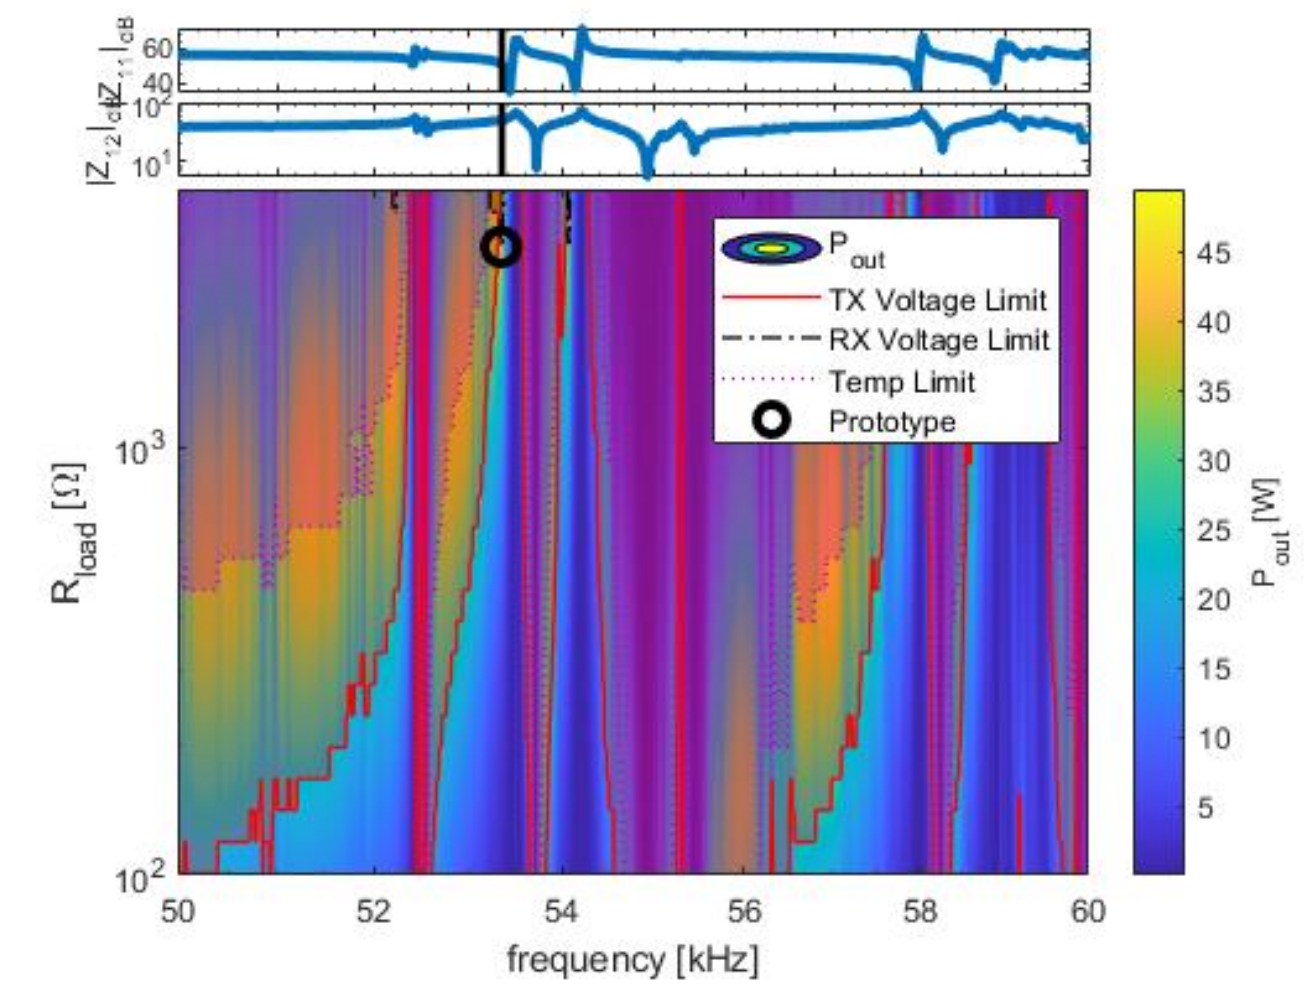 |Z11|dB
60
40
|Z12|dB
10^2
10^1
Pout
TX Voltage Limit
RX Voltage Limit
Temp Limit
Prototype
Rload [Ω]
10^3
10^2
50 52 54 56 58 60
frequency [kHz]
45
40
35
30
25
20
15
10
5
Pout [W]